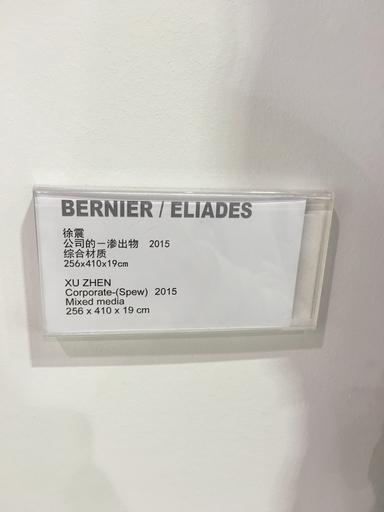 BERNIER / ELIADES
徐震
公司的－渗出物 2015
综合材质
256x410x19cm
XU ZHEN
Corporate-(Spew) 2015
Mixed media
256 x 410 x 19 cm